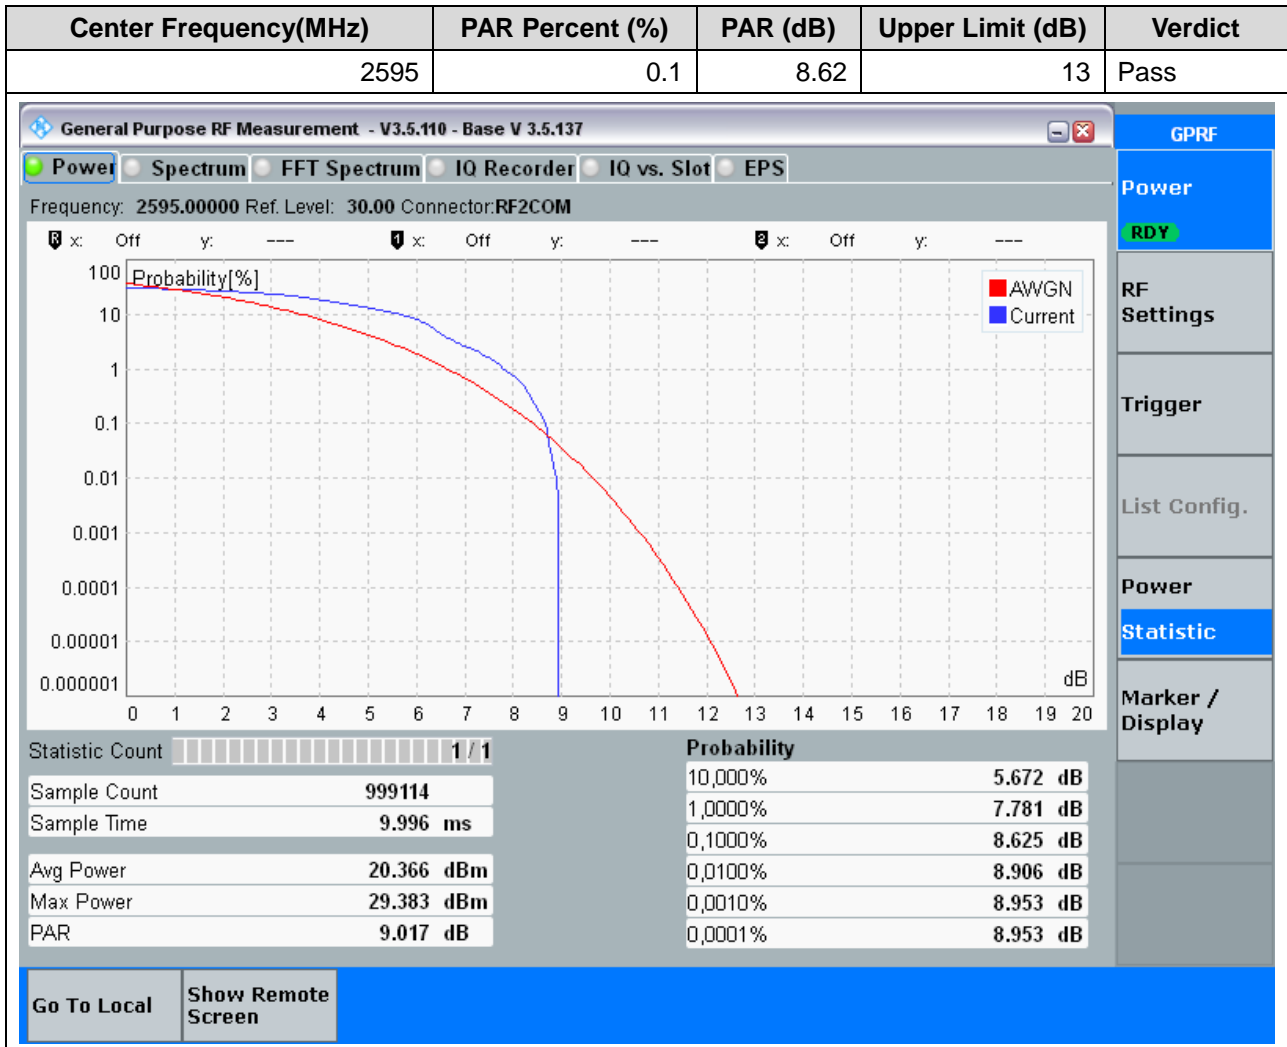 Center Frequency(MHz) PAR Percent (%) PAR (dB) Upper Limit (dB) Verdict
2595 0.1 8.62 13 Pass
General Purpose RF Measurement - V3.5.110 - Base V 3.5.137
GPRF
Power Spectrum FFT Spectrum IQ Recorder IQ vs. Slot EPS
Power
RDY
Frequency: 2595.00000 Ref. Level: 30.00 Connector:RF2COM
R x: Off y: --- 1 x: Off y: --- 2 x: Off y: ---
Probability[%]
AWGN
Current
100
10
1
0.1
0.01
0.001
0.0001
0.00001
0.000001
dB
0 1 2 3 4 5 6 7 8 9 10 11 12 13 14 15 16 17 18 19 20
RF
Settings
Trigger
List Config.
Power
Statistic
Marker /
Display
Statistic Count 1 / 1
Sample Count 999114
Sample Time 9.996 ms
Avg Power 20.366 dBm
Max Power 29.383 dBm
PAR 9.017 dB
Probability
10,000% 5.672 dB
1,0000% 7.781 dB
0,1000% 8.625 dB
0,0100% 8.906 dB
0,0010% 8.953 dB
0,0001% 8.953 dB
Go To Local
Show Remote
Screen